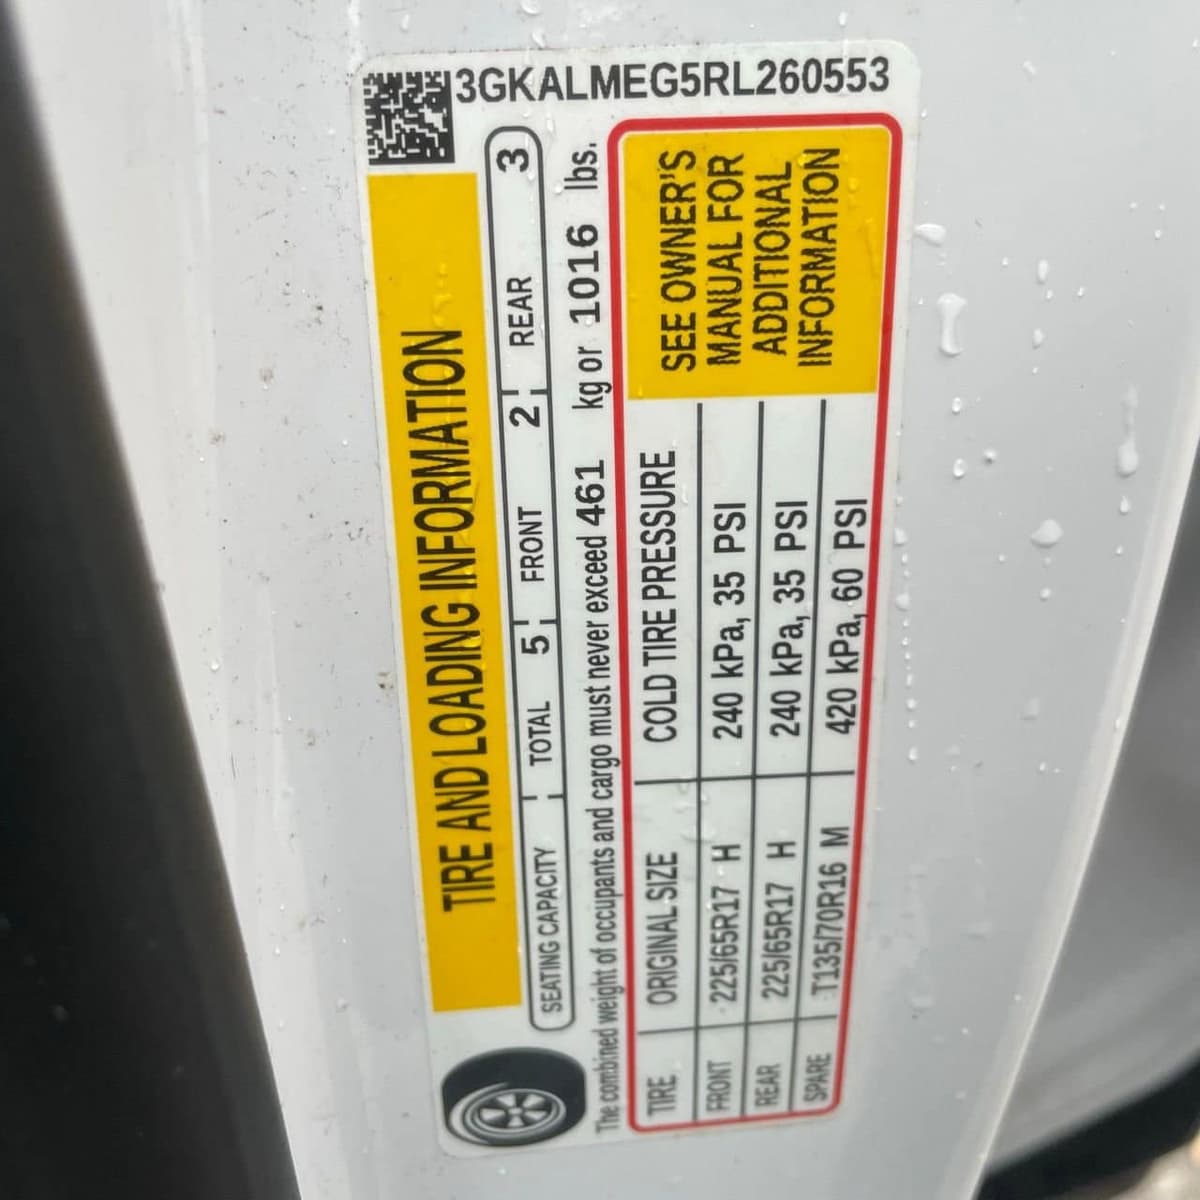 3GKALMEG5RL260553
TIRE AND LOADING INFORMATION
SEATING CAPACITY TOTAL 5 FRONT 2 REAR 3
The combined weight of occupants and cargo must never exceed 461 kg or 1016 lbs.
TIRE ORIGINAL SIZE COLD TIRE PRESSURE
FRONT 225/65R17 H 240 kPa, 35 PSI
REAR 225/65R17 H 240 kPa, 35 PSI
SPARE T135/70R16 M 420 kPa, 60 PSI
SEE OWNER'S
MANUAL FOR
ADDITIONAL
INFORMATION